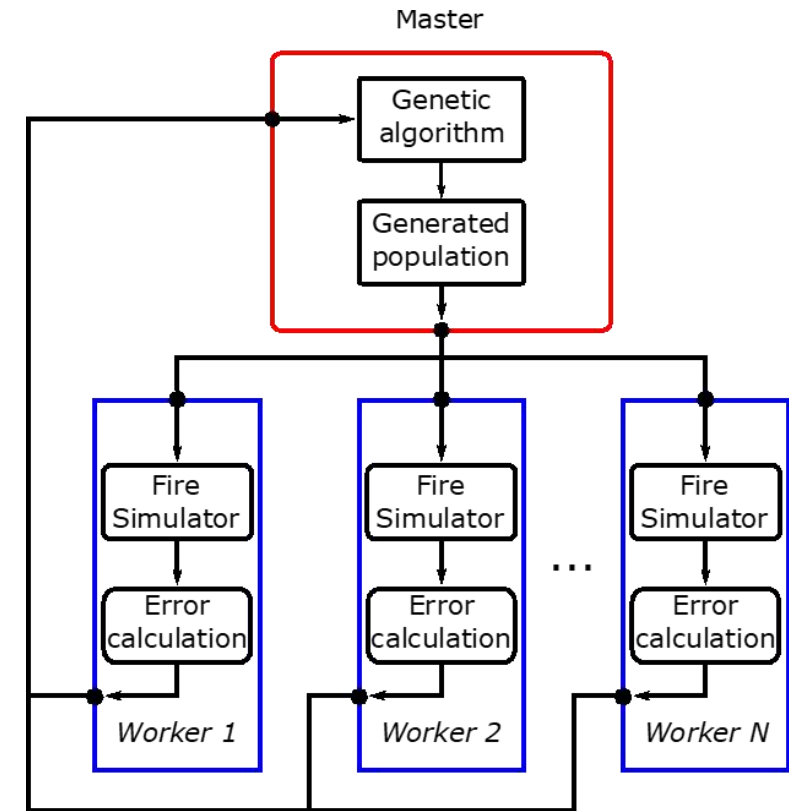 Master
Genetic
algorithm
Generated
population
Fire
Simulator
Error
calculation
Worker 1
Fire
Simulator
Error
calculation
Worker 2
...
Fire
Simulator
Error
calculation
Worker N